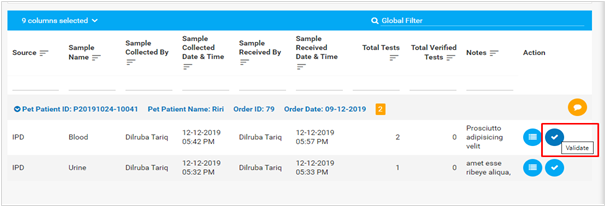 9 columns selected
Global Filter
Source Sample Name Sample Collected By Sample Collected Date & Time Sample Received By Sample Received Date & Time Total Tests Total Verified Tests Notes Action
Pet Patient ID: P20191024-10041 Pet Patient Name: Riri Order ID: 79 Order Date: 09-12-2019 2
IPD Blood Dilruba Tariq 12-12-2019 05:42 PM Dilruba Tariq 12-12-2019 05:57 PM 2 0 Prosciutto adipisicing velit
Validate
IPD Urine Dilruba Tariq 12-12-2019 05:32 PM Dilruba Tariq 12-12-2019 05:33 PM 1 0 amet esse ribeye aliqua,